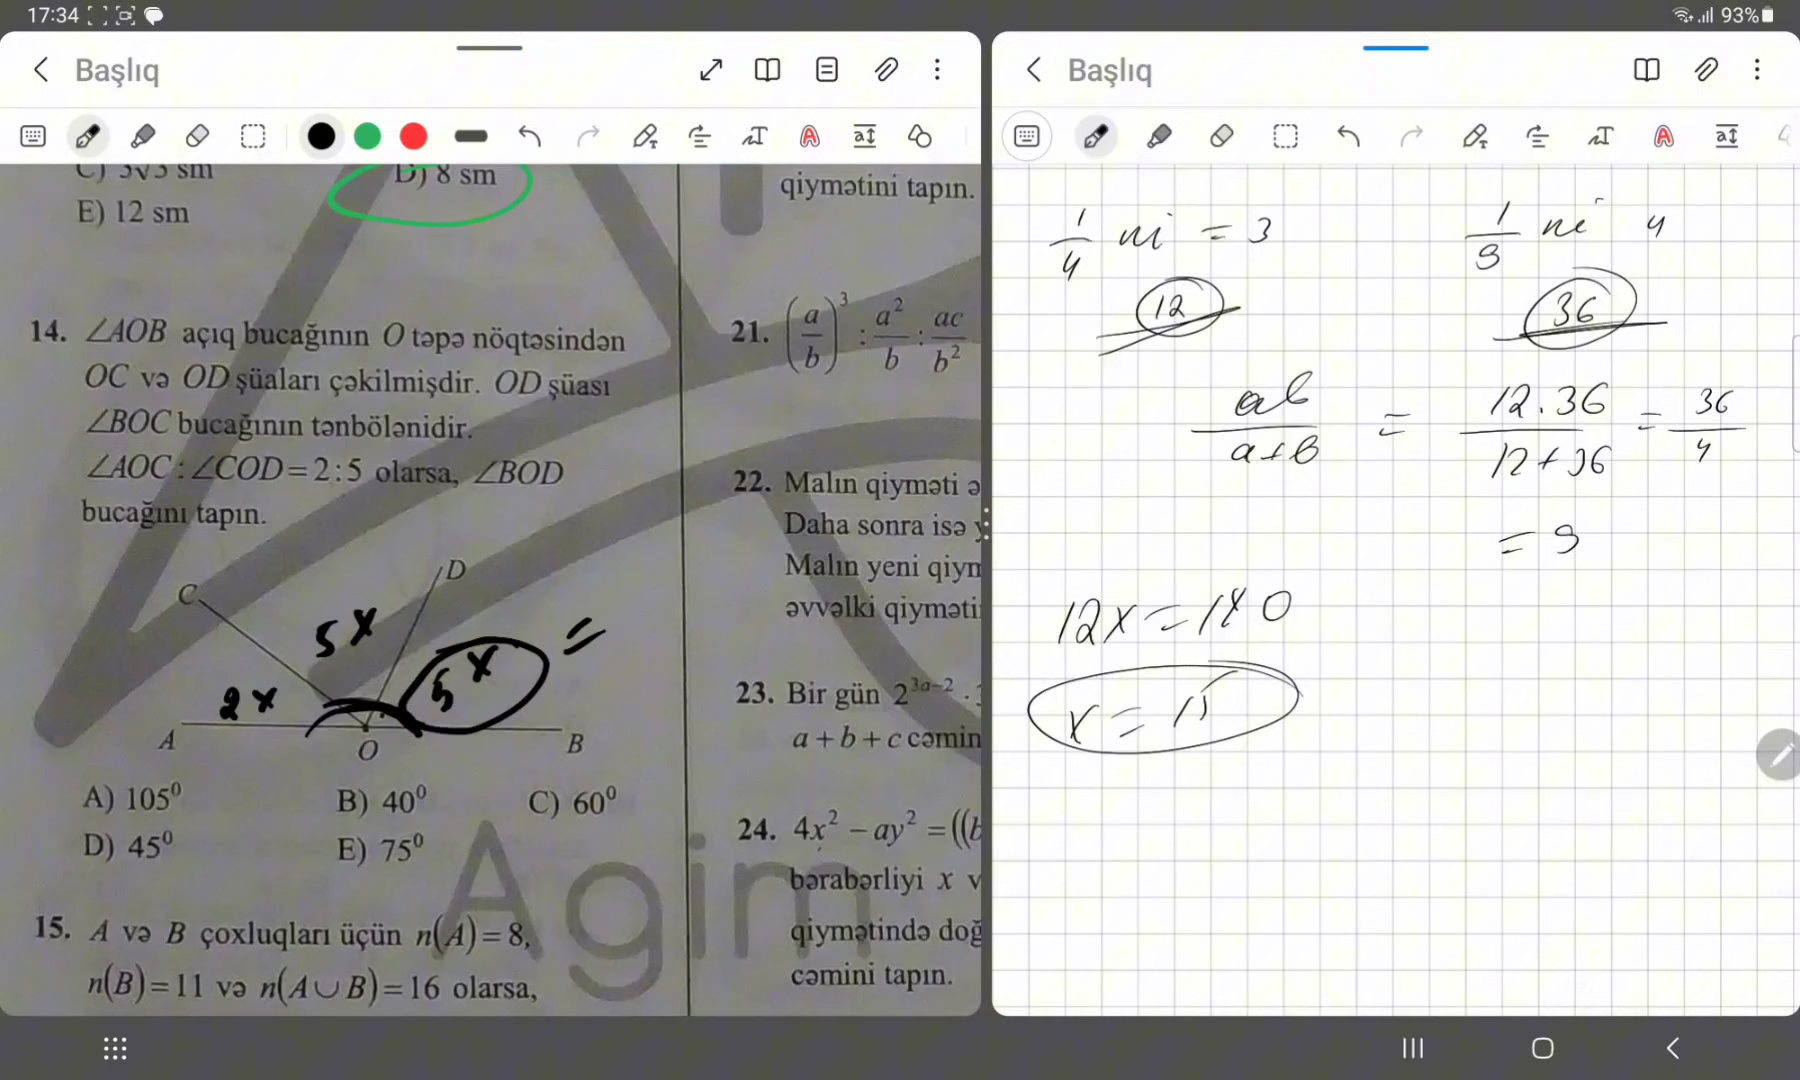 17:34
93%
Başlıq
C) 3√3 sm
D) 8 sm
E) 12 sm
14. ∠AOB açıq bucağının O təpə nöqtəsindən
OC və OD şüaları çəkilmişdir. OD şüası
∠BOC bucağının tənbölənidir.
∠AOC : ∠COD = 2 : 5 olarsa, ∠BOD
bucağını tapın.
C
D
5x
5x =
2x
A
O
B
A) 105⁰ B) 40⁰ C) 60⁰
D) 45⁰ E) 75⁰
15. A və B çoxluqları üçün n(A) = 8,
n(B) = 11 və n(A ∪ B) = 16 olarsa,
Agim
qiymətini tapın.
21. (a/b)³ : a²/b : ac/b²
22. Malın qiyməti ə
Daha sonra isə y
Malın yeni qiym
əvvəlki qiyməti
23. Bir gün 2³ᵃ⁻² ·
a + b + c cəmin
24. 4x² − ay² = ((b
bərabərliyi x v
qiymətində doğ
cəmini tapın.
Başlıq
1/4 ni = 3
1/9 ni 4
12
36
ab/a+b = 12.36/12+36 = 36/4
= 9
12x = 180
x = 15